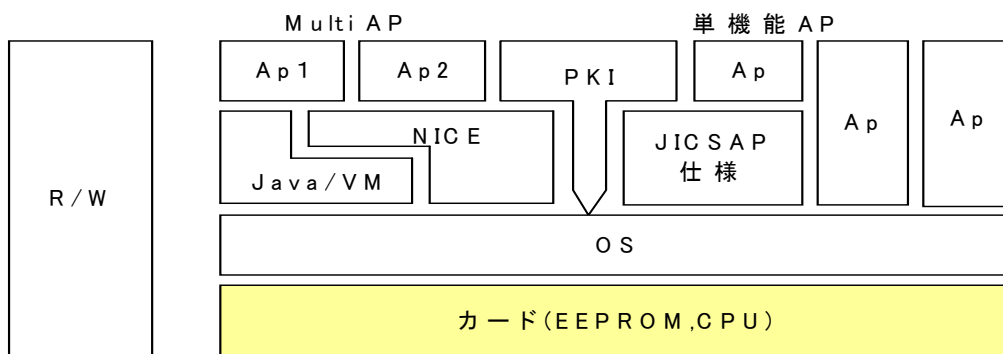 Multi AP
単機能AP
Ap1
Ap2
PKI
Ap
Ap
Ap
NICE
JICSAP
仕様
Java/VM
R/W
OS
カード(EEPROM,CPU)